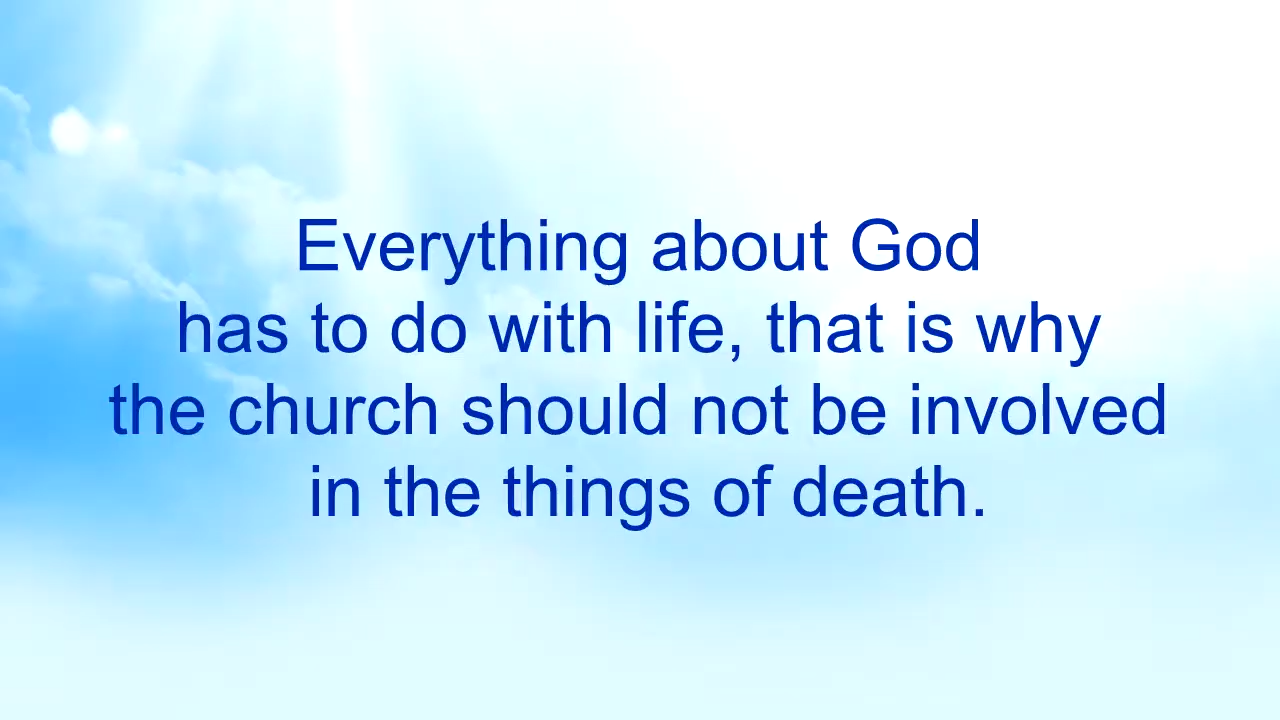 Everything about God
has to do with life, that is why
the church should not be involved
in the things of death.